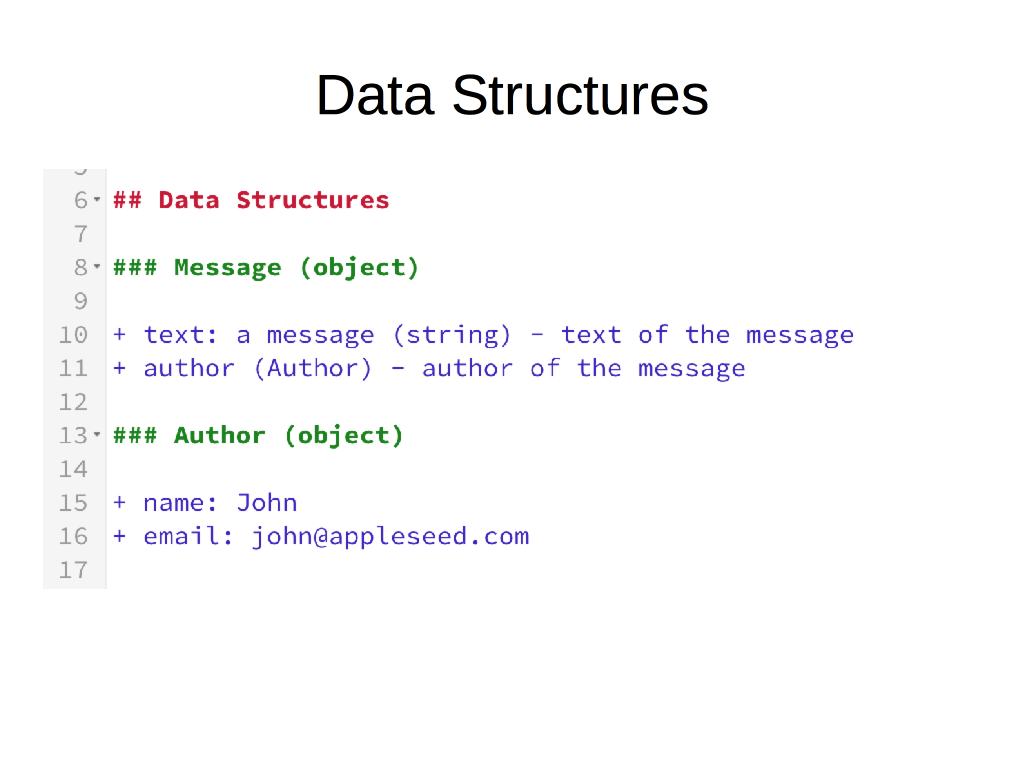 Data Structures
6 ## Data Structures
7
8 ### Message (object)
9
10 + text: a message (string) - text of the message
11 + author (Author) - author of the message
12
13 ### Author (object)
14
15 + name: John
16 + email: john@appleseed.com
17